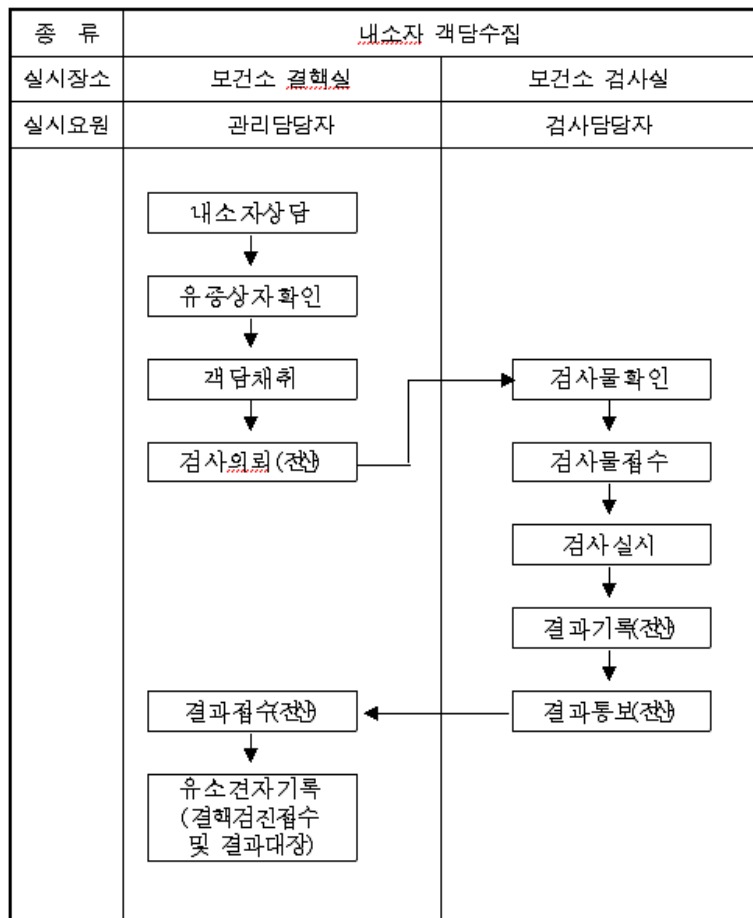 종 류
내소자 객담수집
실시장소
보건소 결핵실
보건소 검사실
실시요원
관리담당자
검사담당자
내소자상담
유증상자확인
객담채취
검사의뢰(전산)
검사물확인
검사물접수
검사실시
결과기록(전산)
결과통보(전산)
결과접수(전산)
유소견자기록
(결핵검진접수
및 결과대장)